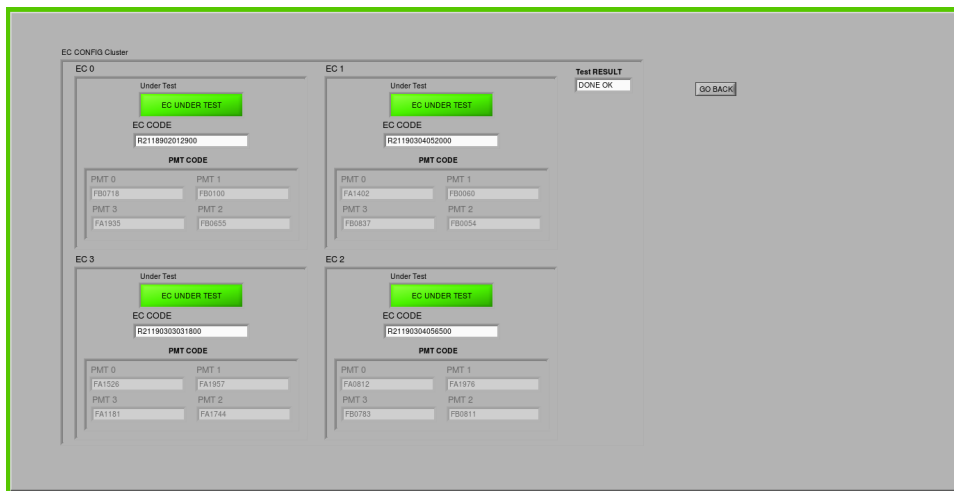 EC CONFIG Cluster
EC 0
Under Test
EC UNDER TEST
EC CODE
R2118902012900
PMT CODE
PMT 0 PMT 1
FB0718 FB0100
PMT 3 PMT 2
FA1935 FB0655
EC 1
Under Test
EC UNDER TEST
EC CODE
R21190304052000
PMT CODE
PMT 0 PMT 1
FA1402 FB0060
PMT 3 PMT 2
FB0837 FB0054
Test RESULT
DONE OK
GO BACK
EC 3
Under Test
EC UNDER TEST
EC CODE
R21190303031800
PMT CODE
PMT 0 PMT 1
FA1526 FA1957
PMT 3 PMT 2
FA1181 FA1744
EC 2
Under Test
EC UNDER TEST
EC CODE
R21190304056500
PMT CODE
PMT 0 PMT 1
FA0812 FA1976
PMT 3 PMT 2
FB0783 FB0811